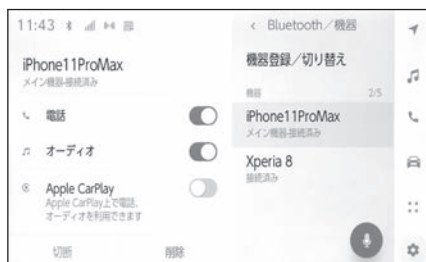 11:43
iPhone11ProMax
メイン機器-接続済み
電話
オーディオ
Apple CarPlay
Apple CarPlay上で電話、
オーディオを利用できます
切断 削除
Bluetooth／機器
機器登録／切り替え
機器 2/5
iPhone11ProMax
メイン機器-接続済み
Xperia 8
接続済み